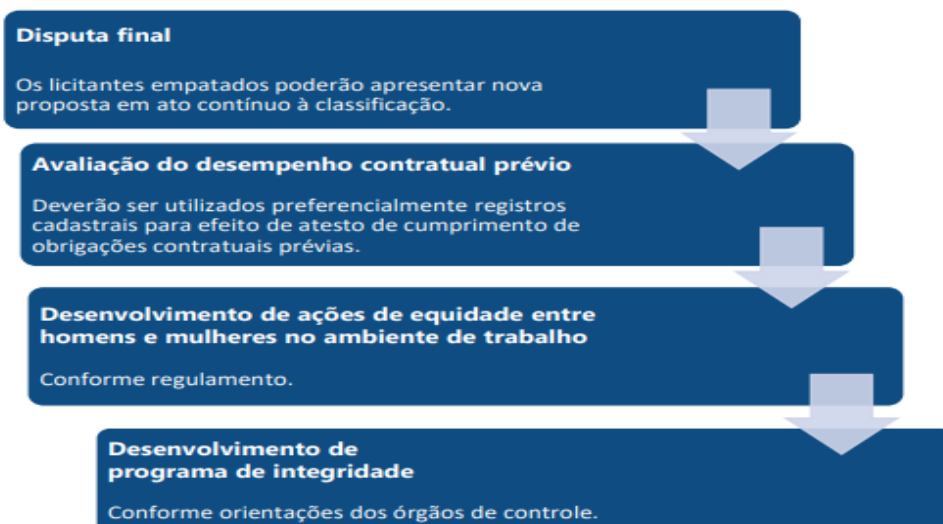 Disputa final
Os licitantes empatados poderão apresentar nova
proposta em ato contínuo à classificação.
Avaliação do desempenho contratual prévio
Deverão ser utilizados preferencialmente registros
cadastrais para efeito de atesto de cumprimento de
obrigações contratuais prévias.
Desenvolvimento de ações de equidade entre
homens e mulheres no ambiente de trabalho
Conforme regulamento.
Desenvolvimento de
programa de integridade
Conforme orientações dos órgãos de controle.